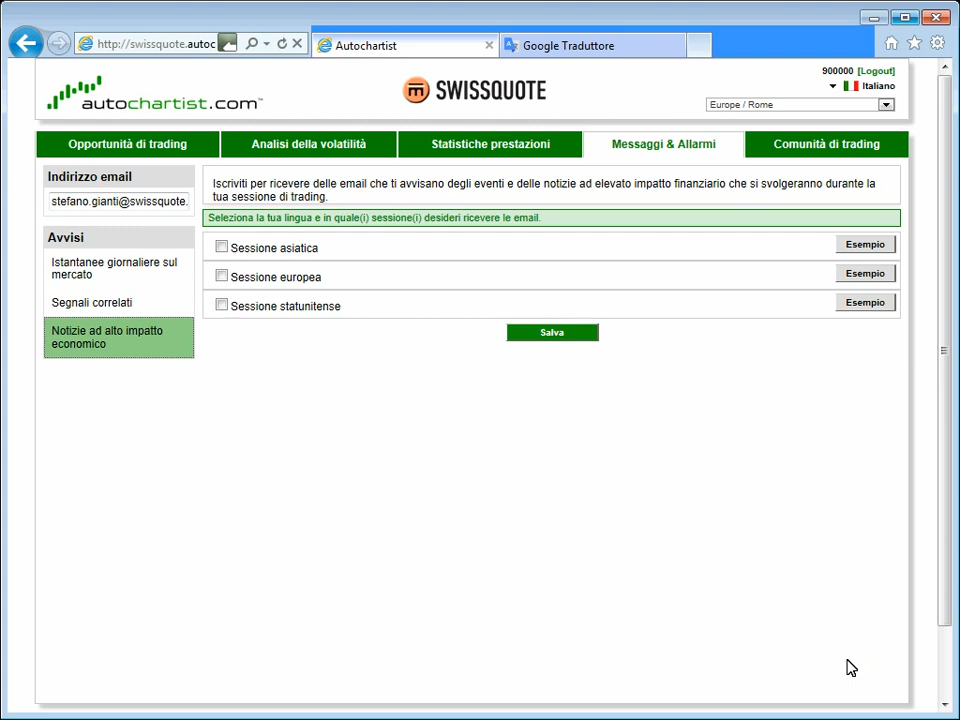 http://swissquote.autoc
Autochartist
Google Traduttore
autochartist.com™
SWISSQUOTE
900000 [Logout]
Italiano
Europe / Rome
Opportunità di trading
Analisi della volatilità
Statistiche prestazioni
Messaggi & Allarmi
Comunità di trading
Indirizzo email
stefano.gianti@swissquote.
Avvisi
Istantanee giornaliere sul
mercato
Segnali correlati
Notizie ad alto impatto
economico
Iscriviti per ricevere delle email che ti avvisano degli eventi e delle notizie ad elevato impatto finanziario che si svolgeranno durante la
tua sessione di trading.
Seleziona la tua lingua e in quale(i) sessione(i) desideri ricevere le email.
Sessione asiatica
Esempio
Sessione europea
Esempio
Sessione statunitense
Esempio
Salva